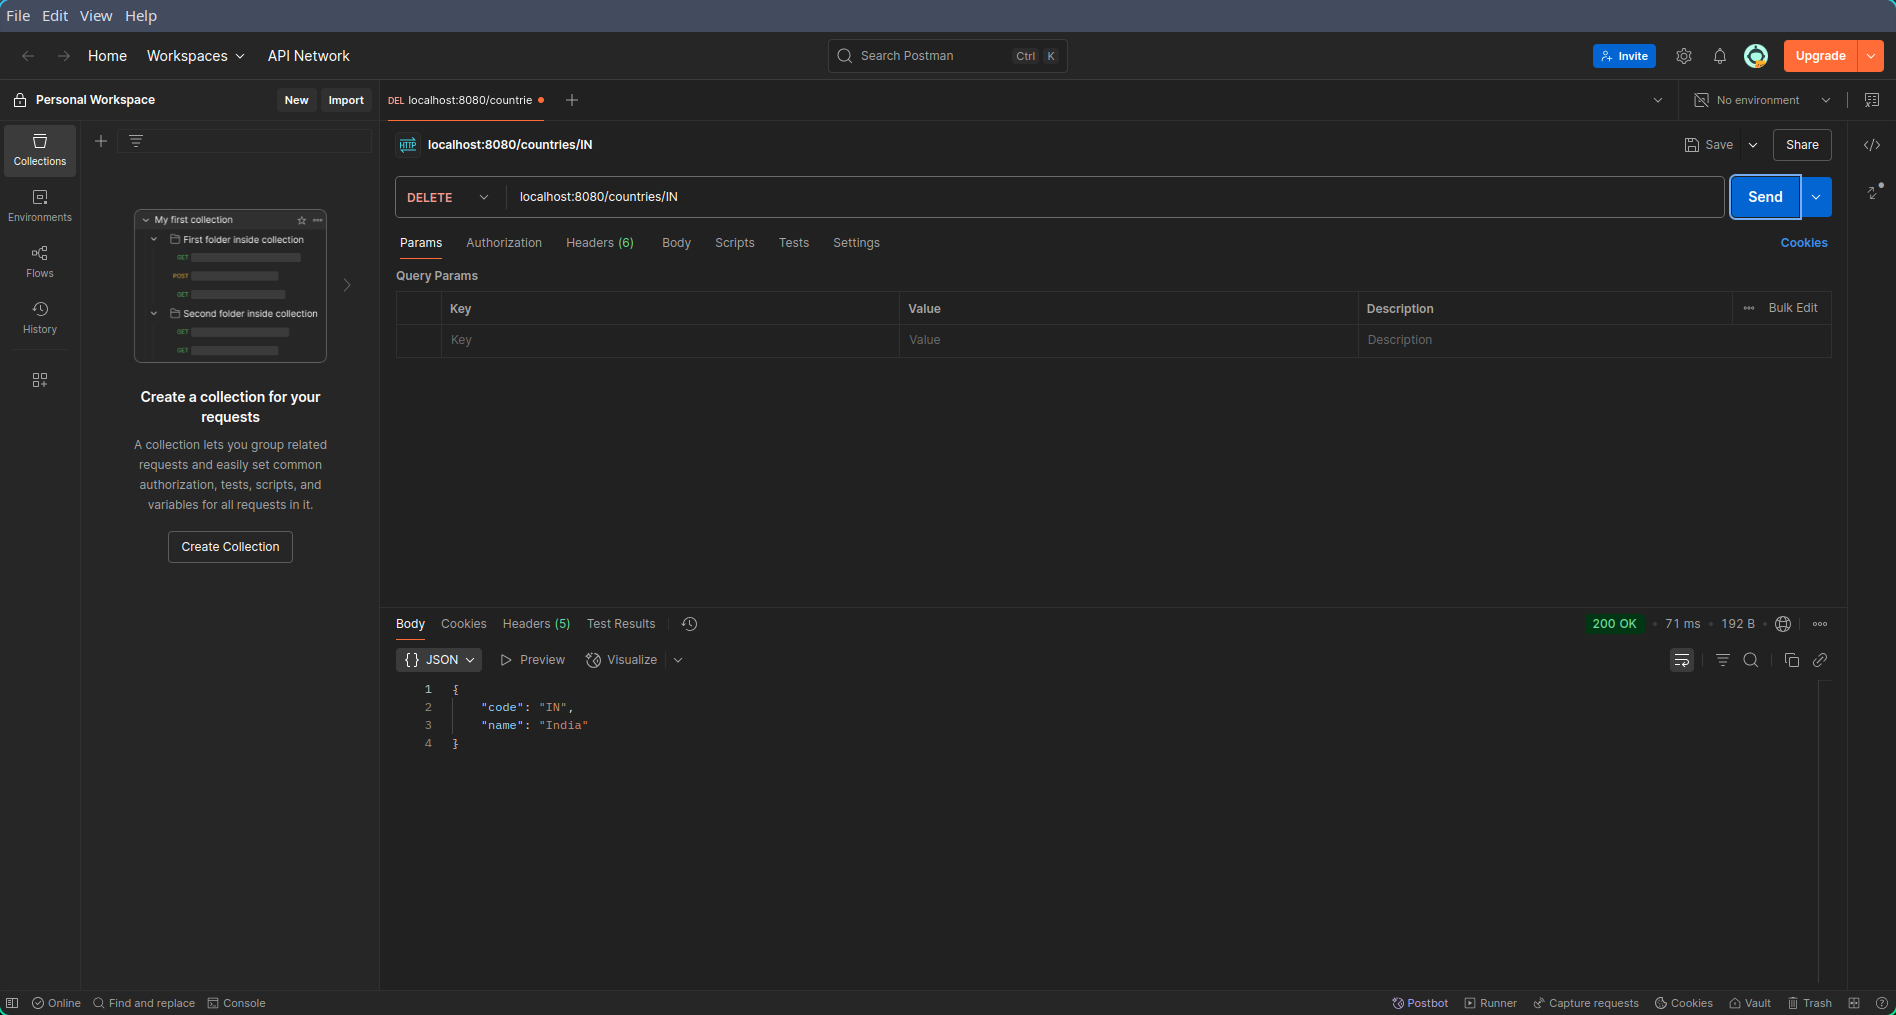 File Edit View Help
Home Workspaces API Network Search Postman Ctrl K Invite Upgrade
Personal Workspace New Import DEL localhost:8080/countrie No environment
Collections
Environments
Flows
History
My first collection
First folder inside collection
GET
POST
GET
Second folder inside collection
GET
GET
Create a collection for your
requests
A collection lets you group related
requests and easily set common
authorization, tests, scripts, and
variables for all requests in it.
Create Collection
HTTP localhost:8080/countries/IN Save Share
DELETE localhost:8080/countries/IN Send
Params Authorization Headers (6) Body Scripts Tests Settings Cookies
Query Params
Key Value Description Bulk Edit
Key Value Description
Body Cookies Headers (5) Test Results 200 OK 71 ms 192 B
{} JSON Preview Visualize
1 {
2 "code": "IN",
3 "name": "India"
4 }
Online Find and replace Console Postbot Runner Capture requests Cookies Vault Trash